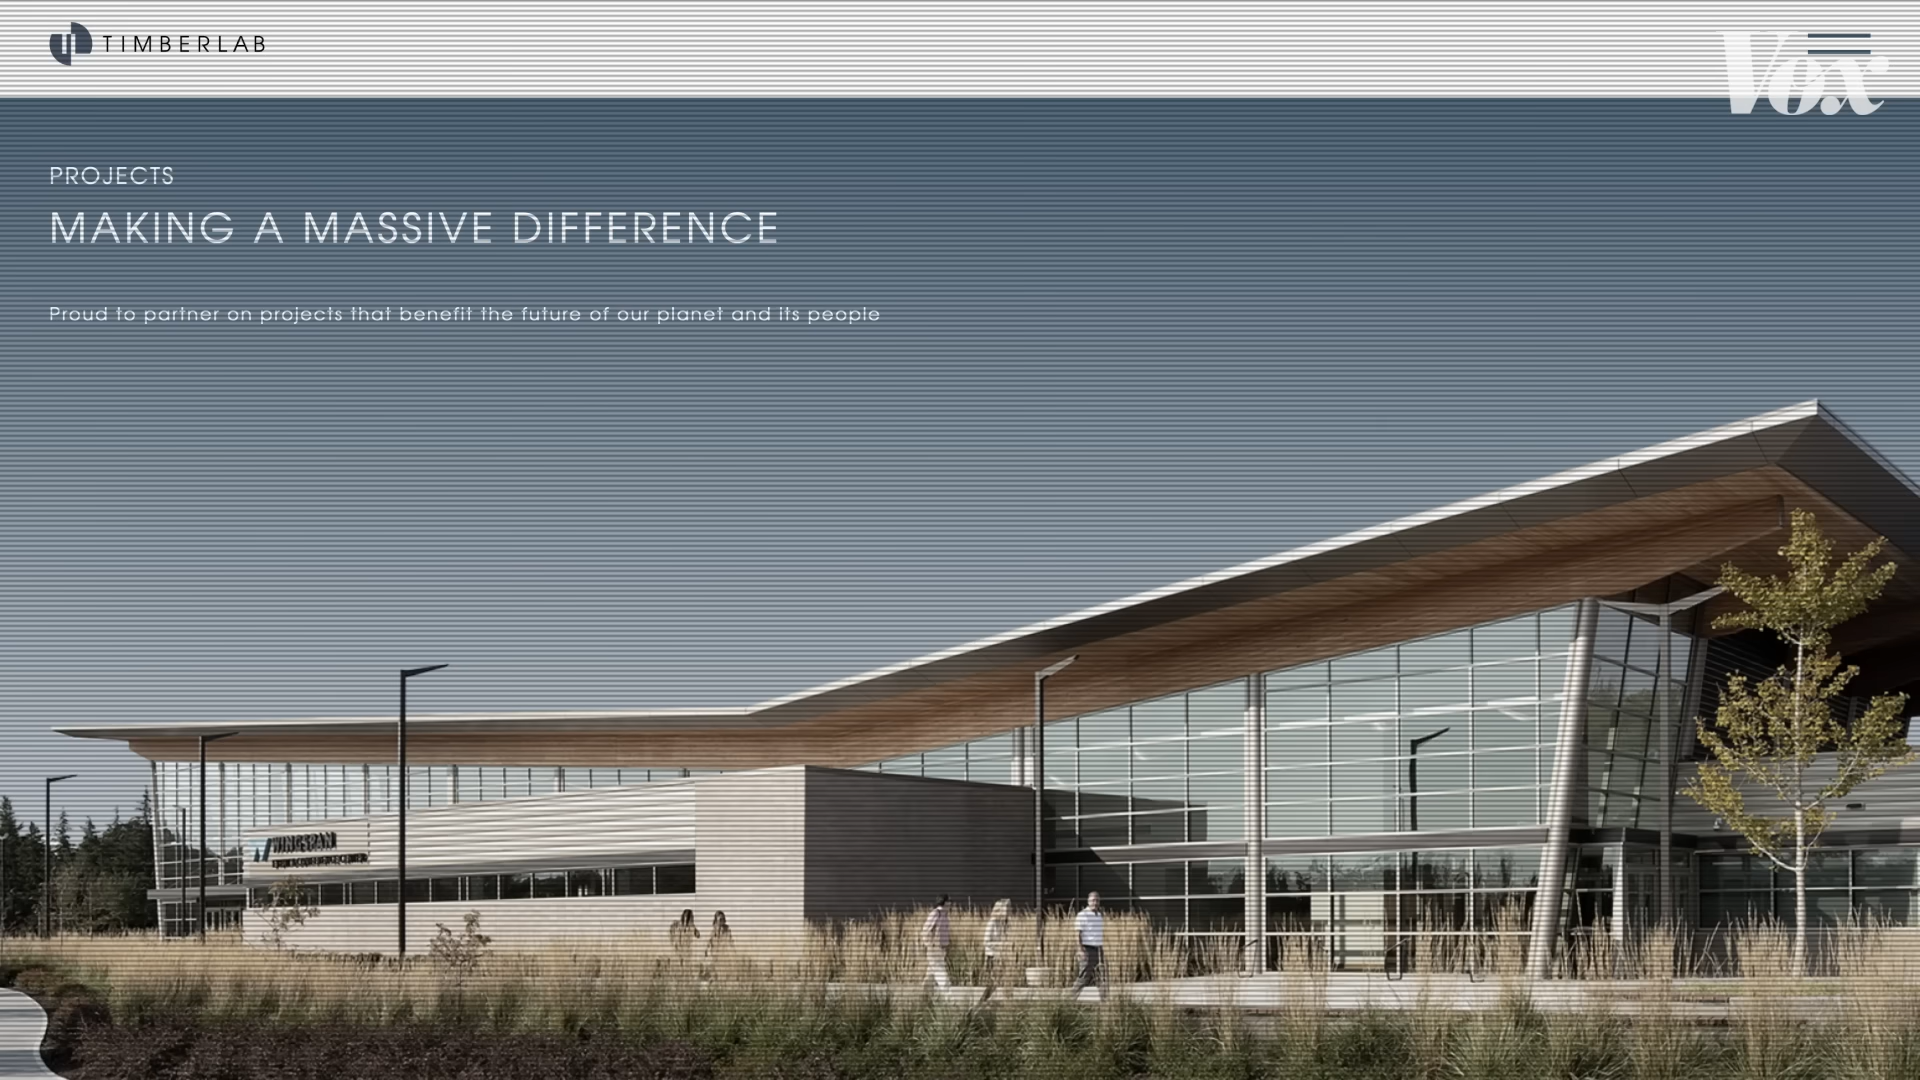 TIMBERLAB
Vox
PROJECTS
MAKING A MASSIVE DIFFERENCE
Proud to partner on projects that benefit the future of our planet and its people
WINGSPAN